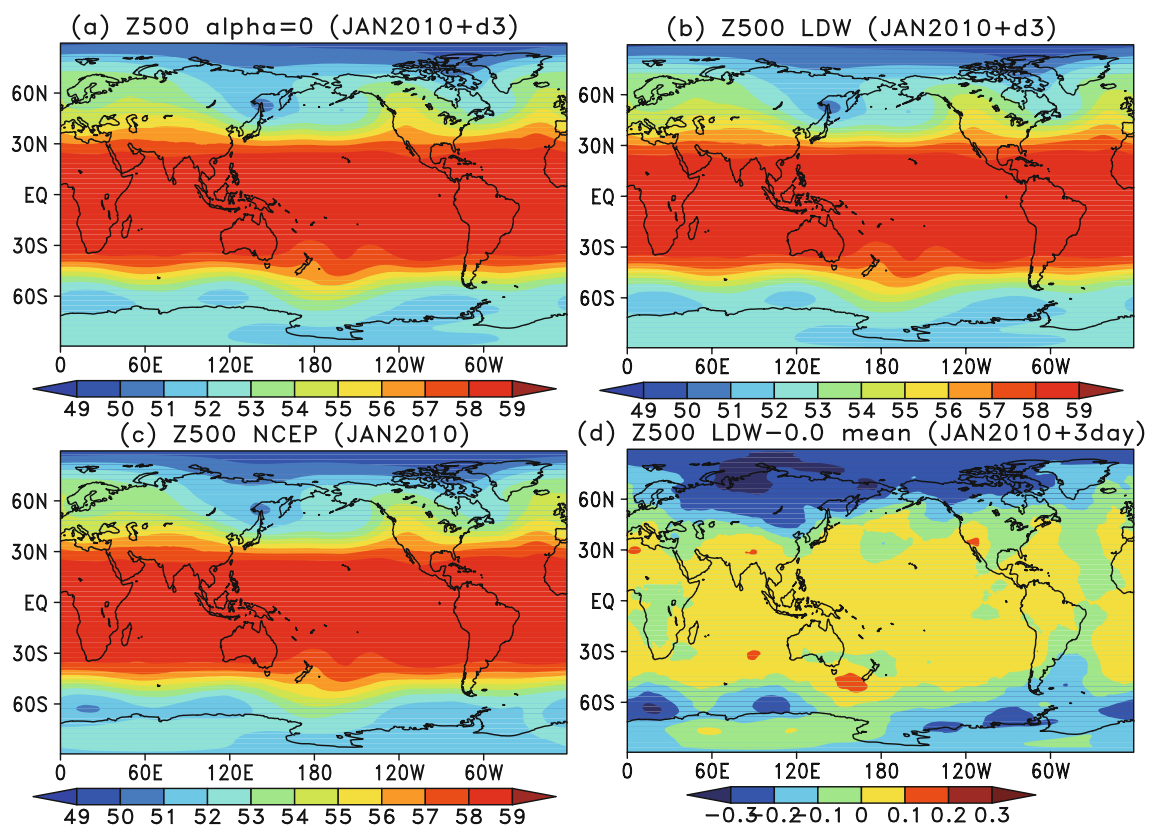 (a) Z500 alpha=0 (JAN2010+d3)
60N
30N
EQ
30S
60S
0 60E 120E 180 120W 60W
49 50 51 52 53 54 55 56 57 58 59
(b) Z500 LDW (JAN2010+d3)
60N
30N
EQ
30S
60S
0 60E 120E 180 120W 60W
49 50 51 52 53 54 55 56 57 58 59
(c) Z500 NCEP (JAN2010)
60N
30N
EQ
30S
60S
0 60E 120E 180 120W 60W
49 50 51 52 53 54 55 56 57 58 59
(d) Z500 LDW-0.0 mean (JAN2010+3day)
60N
30N
EQ
30S
60S
0 60E 120E 180 120W 60W
-0.3 -0.2 -0.1 0 0.1 0.2 0.3